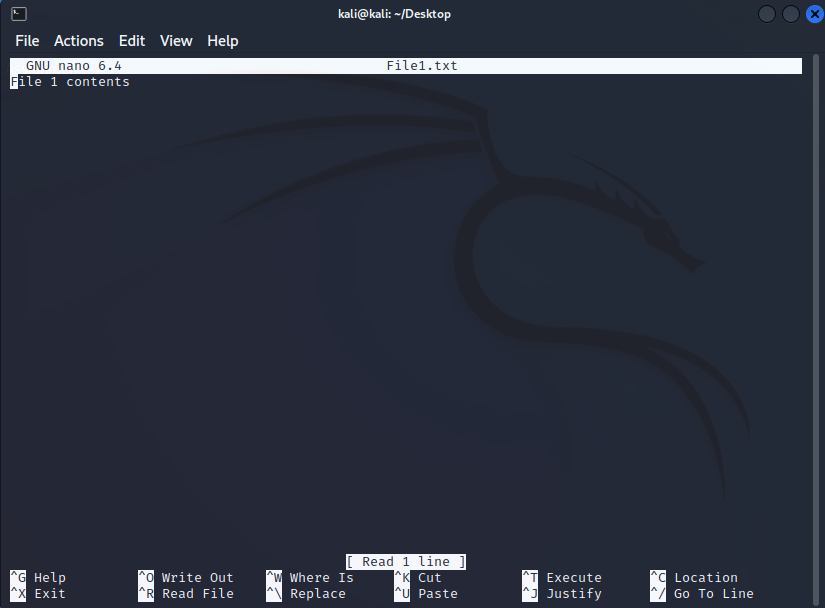 kali@kali: ~/Desktop
File Actions Edit View Help
GNU nano 6.4 File1.txt
File 1 contents
[ Read 1 line ]
^G Help ^O Write Out ^W Where Is ^K Cut ^T Execute ^C Location
^X Exit ^R Read File ^\ Replace ^U Paste ^J Justify ^/ Go To Line